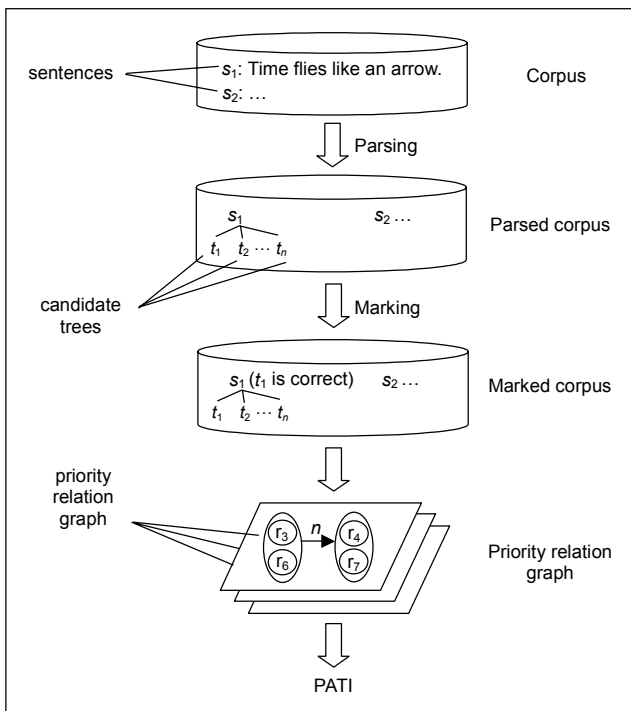 sentences
s1: Time flies like an arrow.
s2: ...
Corpus
Parsing
s1
s2 ...
t1 t2 ... tn
Parsed corpus
candidate
trees
Marking
s1 (t1 is correct) s2 ...
t1 t2 ... tn
Marked corpus
priority
relation
graph
r3 n r4
r6 r7
Priority relation
graph
PATI